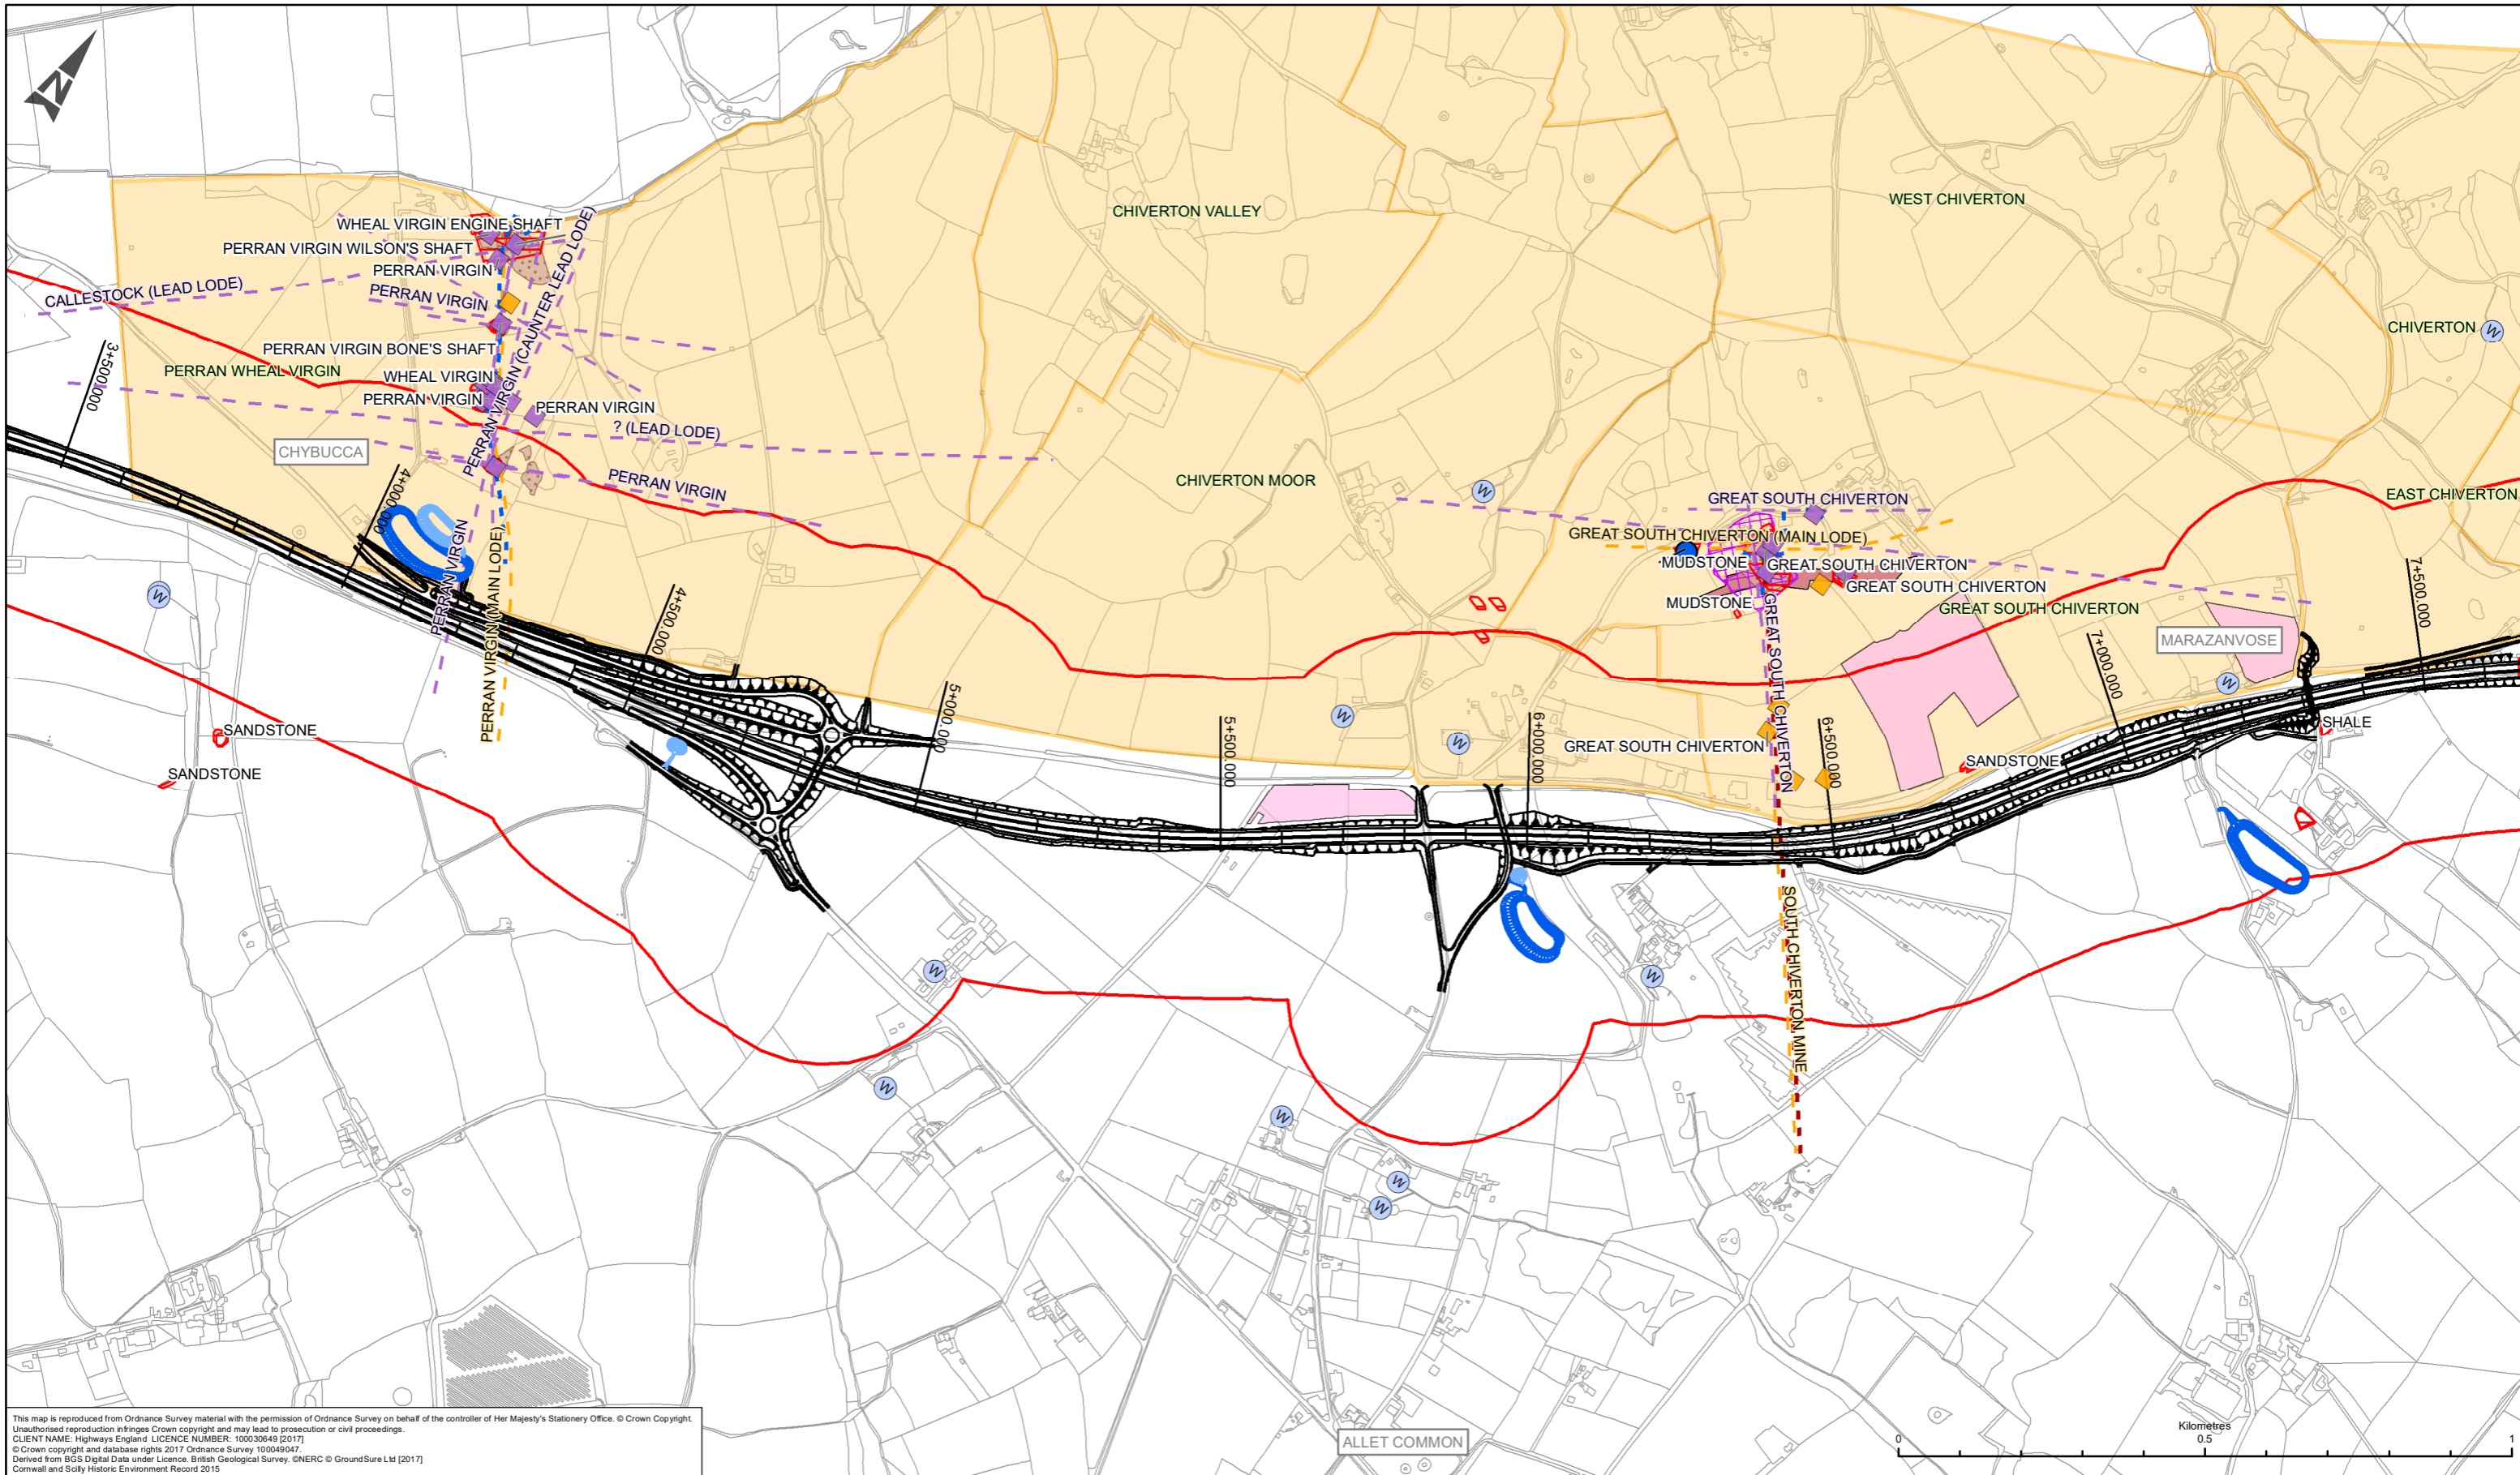 N
WHEAL VIRGIN ENGINE SHAFT
PERRAN VIRGIN WILSON'S SHAFT
PERRAN VIRGIN
CALLESTOCK (LEAD LODE)
PERRAN VIRGIN
PERRAN VIRGIN (CAUNTER LEAD LODE)
PERRAN VIRGIN BONE'S SHAFT
3+500.000
PERRAN WHEAL VIRGIN
WHEAL VIRGIN
PERRAN VIRGIN
PERRAN VIRGIN
? (LEAD LODE)
CHYBUCCA
PERRAN VIRGIN
4+000.000
PERRAN VIRGIN
PERRAN VIRGIN (MAIN LODE)
4+500.000
5+000.000
SANDSTONE
SANDSTONE
CHIVERTON VALLEY
WEST CHIVERTON
CHIVERTON
W
CHIVERTON MOOR
W
GREAT SOUTH CHIVERTON
EAST CHIVERTON
GREAT SOUTH CHIVERTON (MAIN LODE)
MUDSTONE
GREAT SOUTH CHIVERTON
GREAT SOUTH CHIVERTON
MUDSTONE
GREAT SOUTH CHIVERTON
GREAT SOUTH CHIVERTON
7+500.000
MARAZANVOSE
7+000.000
W
W
W
W
5+500.000
6+000.000
GREAT SOUTH CHIVERTON
6+500.000
SANDSTONE
SHALE
SOUTH CHIVERTON MINE
W
W
W
W
W
W
ALLET COMMON
Kilometres
0 0.5 1
This map is reproduced from Ordnance Survey material with the permission of Ordnance Survey on behalf of the controller of Her Majesty's Stationery Office. © Crown Copyright.
Unauthorised reproduction infringes Crown copyright and may lead to prosecution or civil proceedings.
CLIENT NAME: Highways England LICENCE NUMBER: 100030649 [2017]
© Crown copyright and database rights 2017 Ordnance Survey 100049047.
Derived from BGS Digital Data under Licence. British Geological Survey. ©NERC © GroundSure Ltd [2017]
Cornwall and Scilly Historic Environment Record 2015